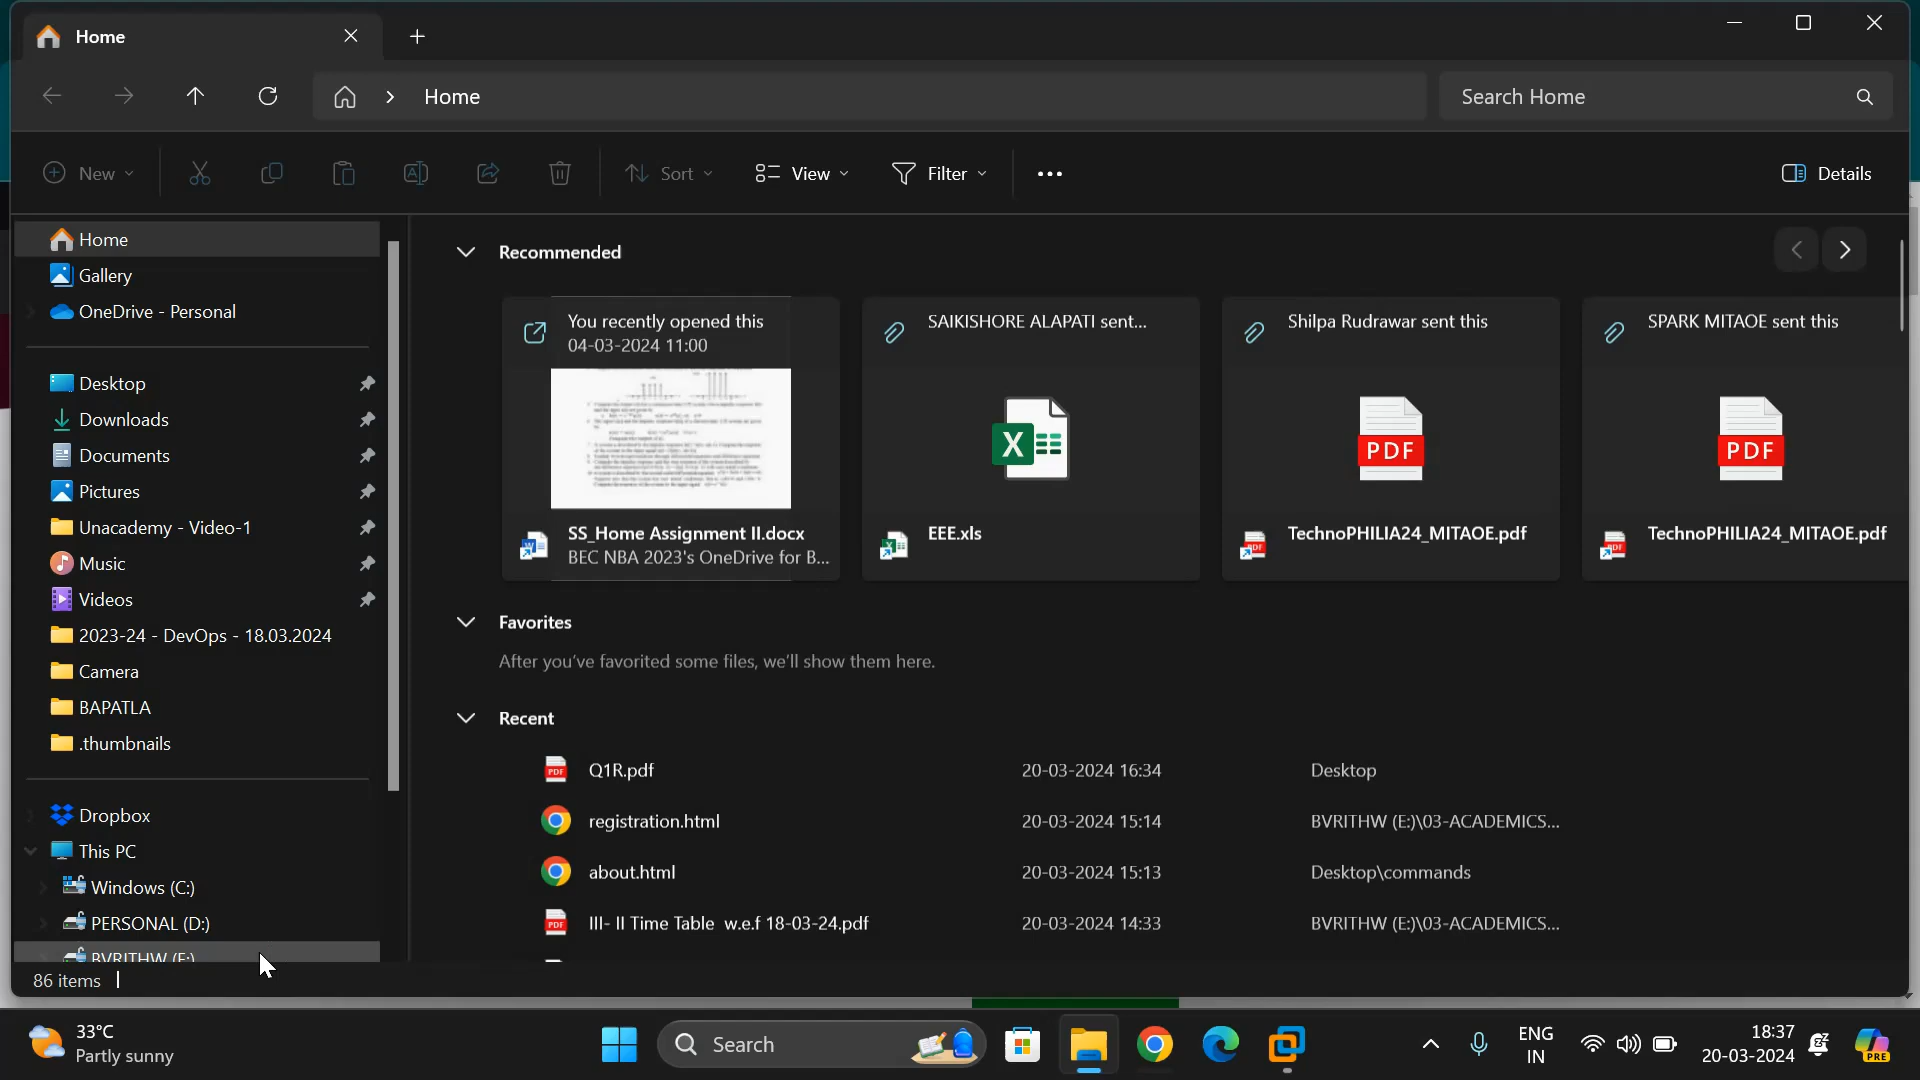 Home
Home
Search Home
New
Sort
View
Filter
Details
Home
Gallery
OneDrive - Personal
Desktop
Downloads
Documents
Pictures
Unacademy - Video-1
Music
Videos
2023-24 - DevOps - 18.03.2024
Camera
BAPATLA
.thumbnails
Dropbox
This PC
Windows (C:)
PERSONAL (D:)
BVRITHW (E:)
86 items
Recommended
You recently opened this
04-03-2024 11:00
SS_Home Assignment II.docx
BEC NBA 2023's OneDrive for B...
SAIKISHORE ALAPATI sent...
X
EEE.xls
Shilpa Rudrawar sent this
PDF
TechnoPHILIA24_MITAOE.pdf
SPARK MITAOE sent this
PDF
TechnoPHILIA24_MITAOE.pdf
Favorites
After you've favorited some files, we'll show them here.
Recent
PDF Q1R.pdf 20-03-2024 16:34 Desktop
registration.html 20-03-2024 15:14 BVRITHW (E:)\03-ACADEMICS...
about.html 20-03-2024 15:13 Desktop\commands
PDF III- II Time Table w.e.f 18-03-24.pdf 20-03-2024 14:33 BVRITHW (E:)\03-ACADEMICS...
33°C
Partly sunny
Search
ENG
IN
18:37
20-03-2024
PRE